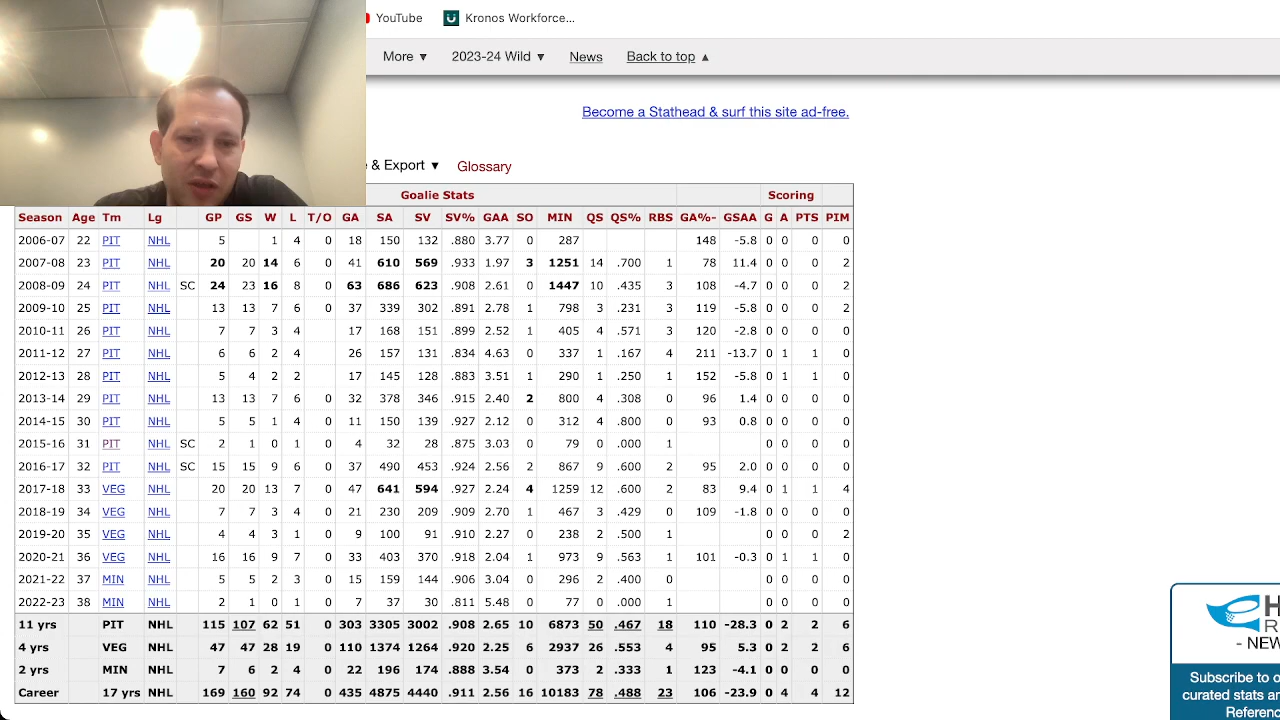 YouTube Kronos Workforce...
More ▼ 2023-24 Wild ▼ News Back to top ▲
Become a Stathead & surf this site ad-free.
& Export ▼ Glossary
Goalie Stats Scoring
Season Age Tm Lg GP GS W L T/O GA SA SV SV% GAA SO MIN QS QS% RBS GA%- GSAA G A PTS PIM
2006-07 22 PIT NHL 5 1 4 0 18 150 132 .880 3.77 0 287 148 -5.8 0 0 0 0
2007-08 23 PIT NHL 20 20 14 6 0 41 610 569 .933 1.97 3 1251 14 .700 1 78 11.4 0 0 0 2
2008-09 24 PIT NHL SC 24 23 16 8 0 63 686 623 .908 2.61 0 1447 10 .435 3 108 -4.7 0 0 0 2
2009-10 25 PIT NHL 13 13 7 6 0 37 339 302 .891 2.78 1 798 3 .231 3 119 -5.8 0 0 0 2
2010-11 26 PIT NHL 7 7 3 4 17 168 151 .899 2.52 1 405 4 .571 3 120 -2.8 0 0 0 0
2011-12 27 PIT NHL 6 6 2 4 26 157 131 .834 4.63 0 337 1 .167 4 211 -13.7 0 1 1 0
2012-13 28 PIT NHL 5 4 2 2 17 145 128 .883 3.51 1 290 1 .250 1 152 -5.8 0 1 1 0
2013-14 29 PIT NHL 13 13 7 6 0 32 378 346 .915 2.40 2 800 4 .308 0 96 1.4 0 0 0 0
2014-15 30 PIT NHL 5 5 1 4 0 11 150 139 .927 2.12 0 312 4 .800 0 93 0.8 0 0 0 0
2015-16 31 PIT NHL SC 2 1 0 1 0 4 32 28 .875 3.03 0 79 0 .000 1 0 0 0 0
2016-17 32 PIT NHL SC 15 15 9 6 0 37 490 453 .924 2.56 2 867 9 .600 2 95 2.0 0 0 0 0
2017-18 33 VEG NHL 20 20 13 7 0 47 641 594 .927 2.24 4 1259 12 .600 2 83 9.4 0 1 1 4
2018-19 34 VEG NHL 7 7 3 4 0 21 230 209 .909 2.70 1 467 3 .429 0 109 -1.8 0 0 0 0
2019-20 35 VEG NHL 4 4 3 1 0 9 100 91 .910 2.27 0 238 2 .500 1 0 0 0 2
2020-21 36 VEG NHL 16 16 9 7 0 33 403 370 .918 2.04 1 973 9 .563 1 101 -0.3 0 1 1 0
2021-22 37 MIN NHL 5 5 2 3 0 15 159 144 .906 3.04 0 296 2 .400 0 0 0 0 0
2022-23 38 MIN NHL 2 1 0 1 0 7 37 30 .811 5.48 0 77 0 .000 1 0 0 0 0
11 yrs PIT NHL 115 107 62 51 0 303 3305 3002 .908 2.65 10 6873 50 .467 18 110 -28.3 0 2 2 6
4 yrs VEG NHL 47 47 28 19 0 110 1374 1264 .920 2.25 6 2937 26 .553 4 95 5.3 0 2 2 6
2 yrs MIN NHL 7 6 2 4 0 22 196 174 .888 3.54 0 373 2 .333 1 123 -4.1 0 0 0 0
Career 17 yrs NHL 169 160 92 74 0 435 4875 4440 .911 2.56 16 10183 78 .488 23 106 -23.9 0 4 4 12
H
R
- NEW
Subscribe to o
curated stats an
Referenc